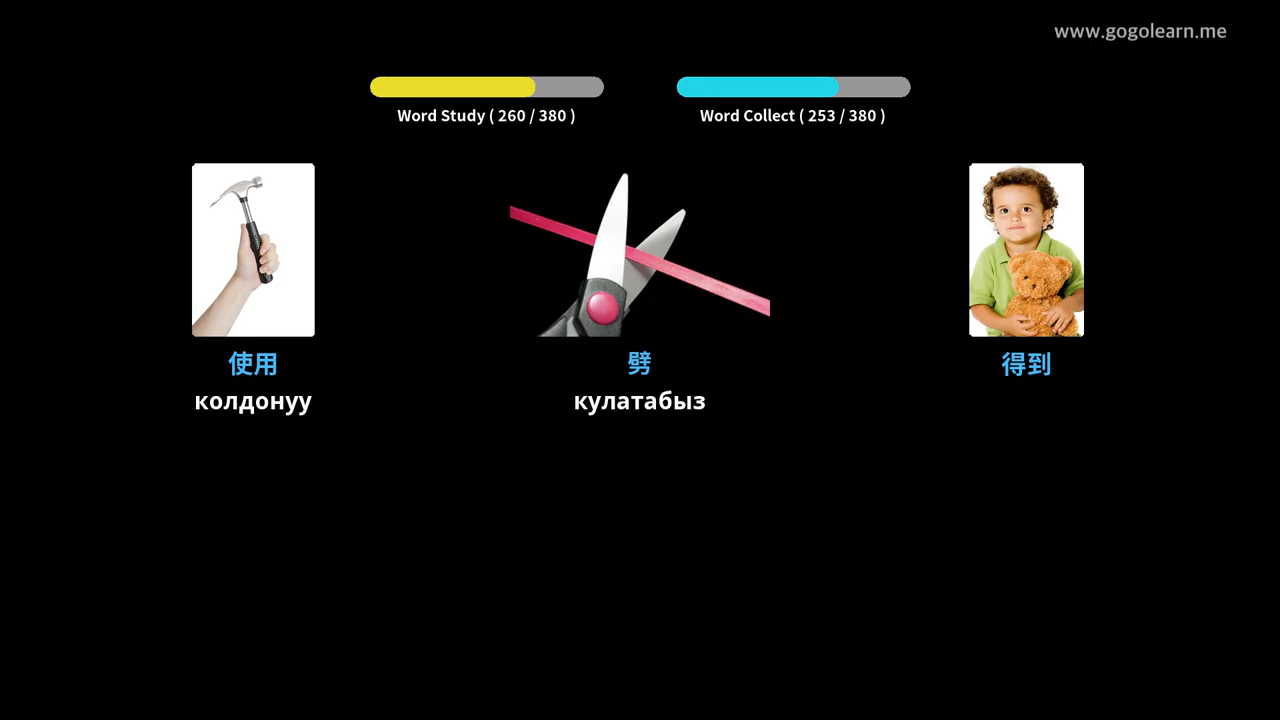 www.gogolearn.me
Word Study ( 260 / 380 )
Word Collect ( 253 / 380 )
使用
колдонуу
劈
кулатабыз
得到